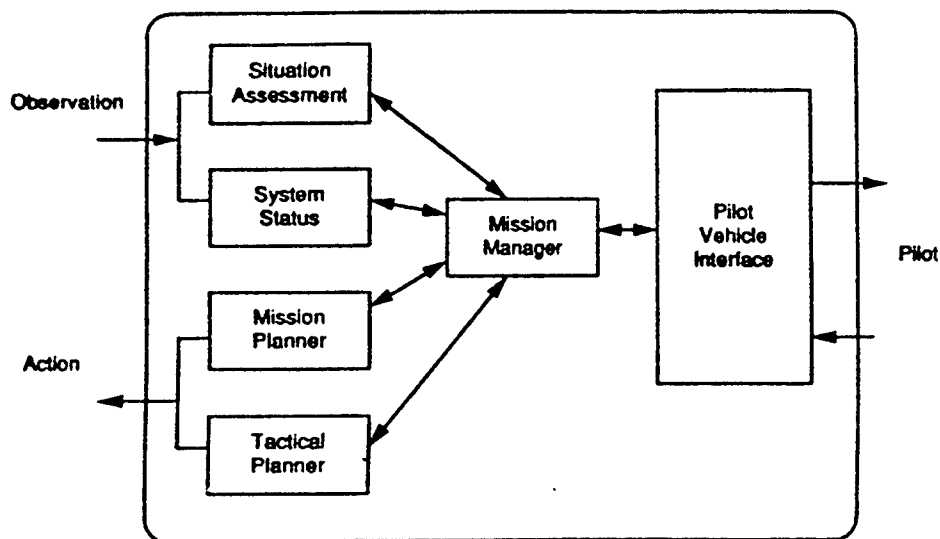 Situation
Assessment
Observation
System
Status
Mission
Manager
Pilot
Vehicle
Interface
Pilot
Mission
Planner
Action
Tactical
Planner